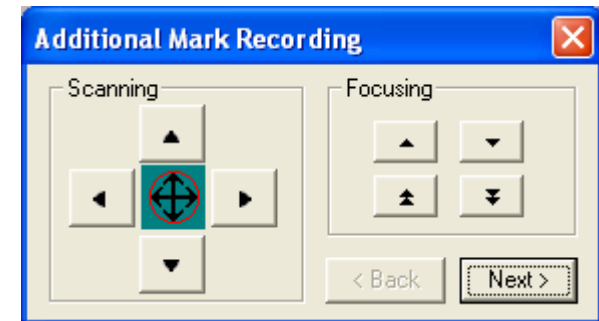 Additional Mark Recording
Scanning
Focusing
< Back
Next >